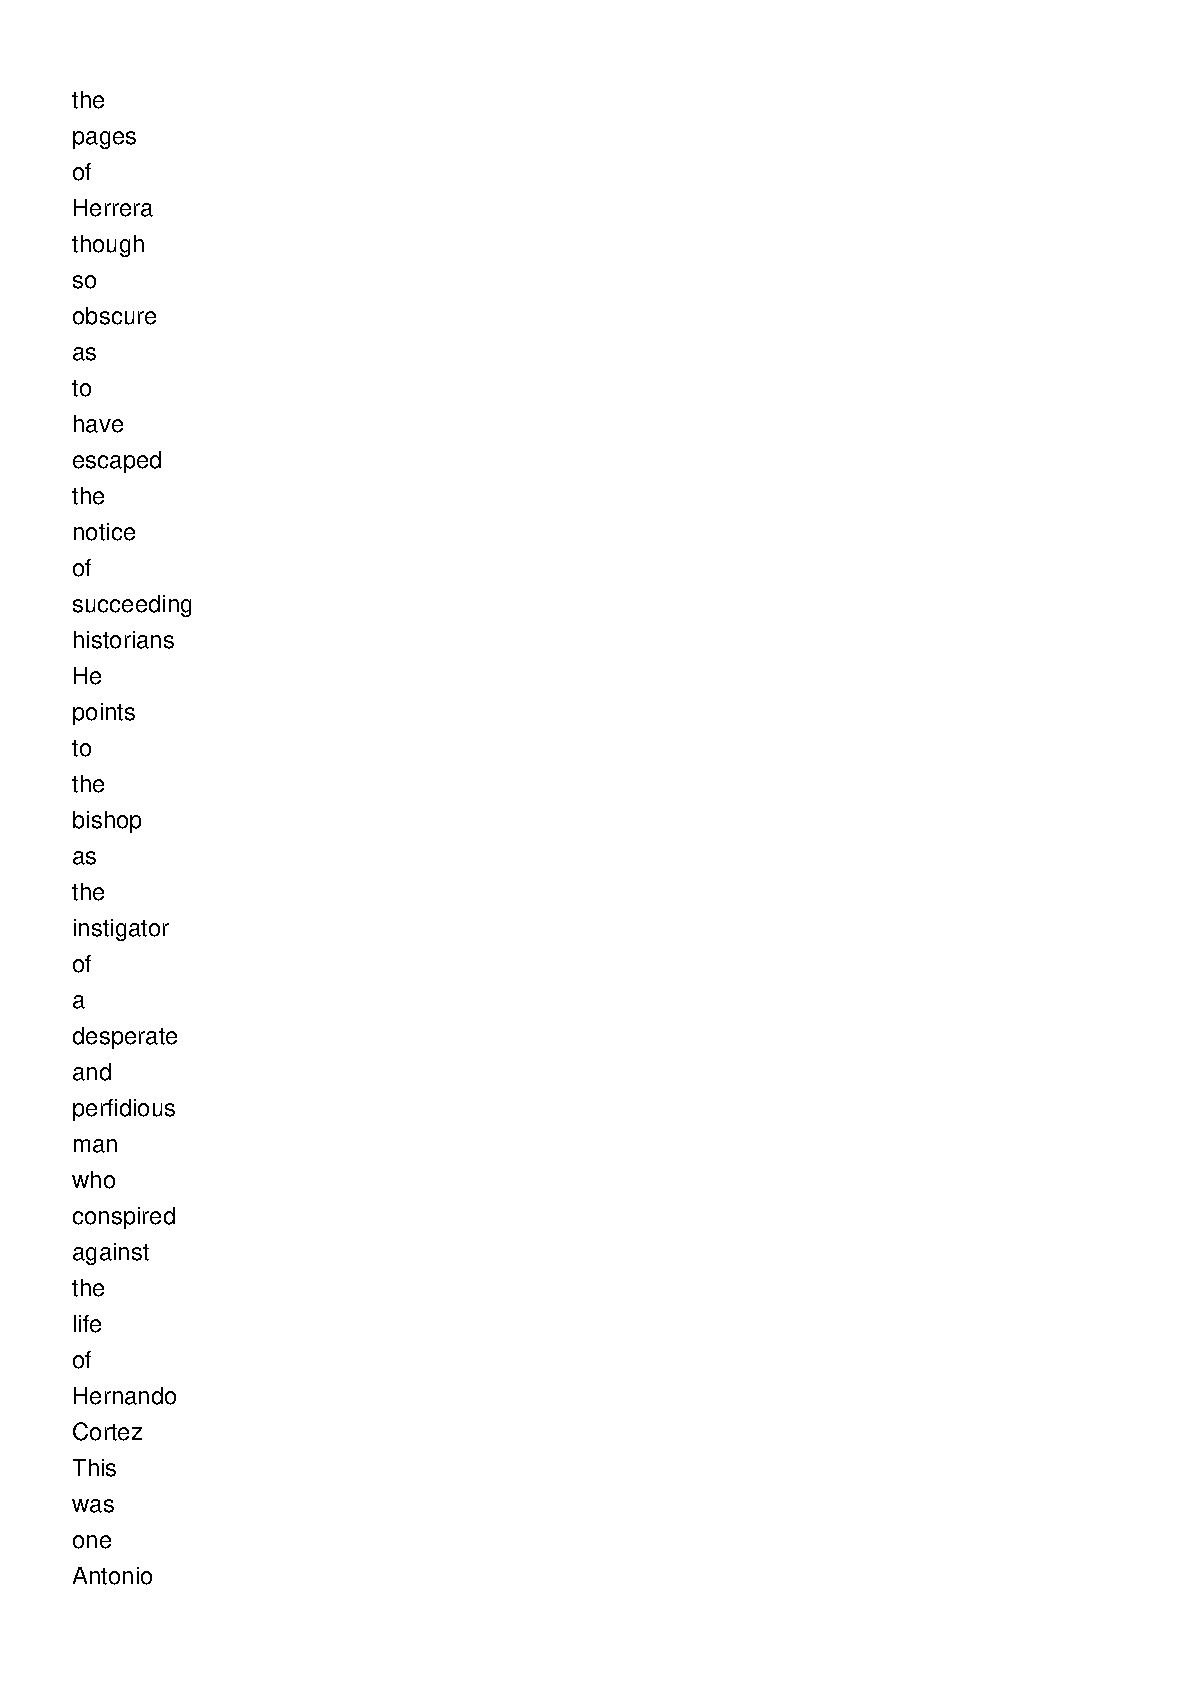 the
pages
of
Herrera
though
so
obscure
as
to
have
escaped
the
notice
of
succeeding
historians
He
points
to
the
bishop
as
the
instigator
of
a
desperate
and
perfidious
man
who
conspired
against
the
life
of
Hernando
Cortez
This
was
one
Antonio